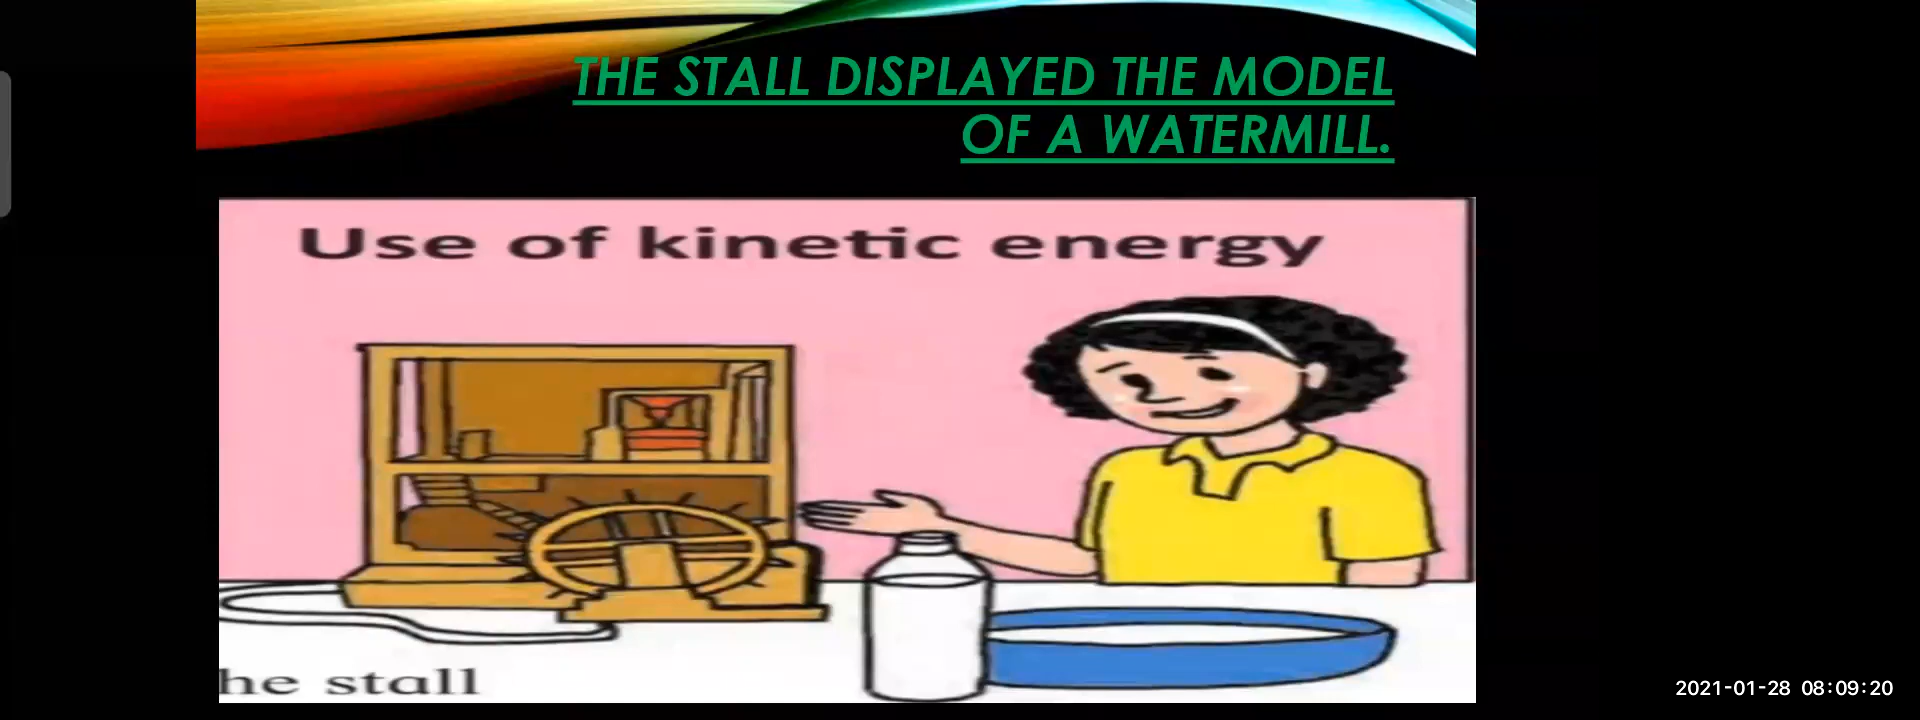 THE STALL DISPLAYED THE MODEL
OF A WATERMILL.
Use of kinetic energy
he stall
2021-01-28 08:09:20